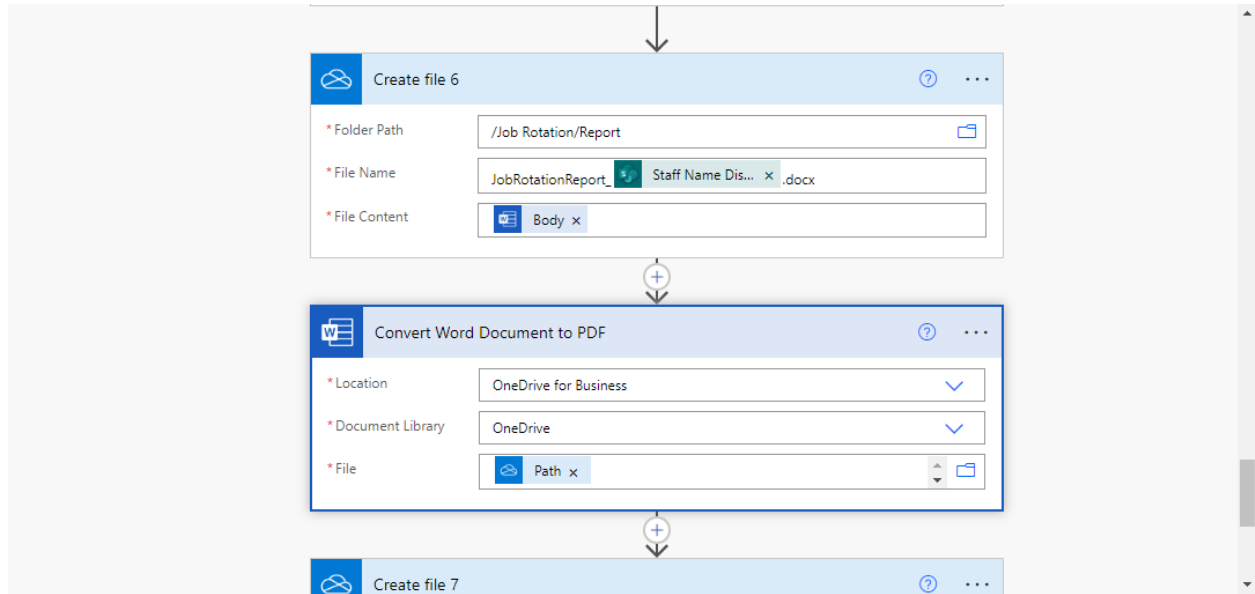 Create file 6
* Folder Path /Job Rotation/Report
* File Name JobRotationReport_ Staff Name Dis... × .docx
* File Content Body ×
Convert Word Document to PDF
* Location OneDrive for Business
* Document Library OneDrive
* File Path ×
Create file 7